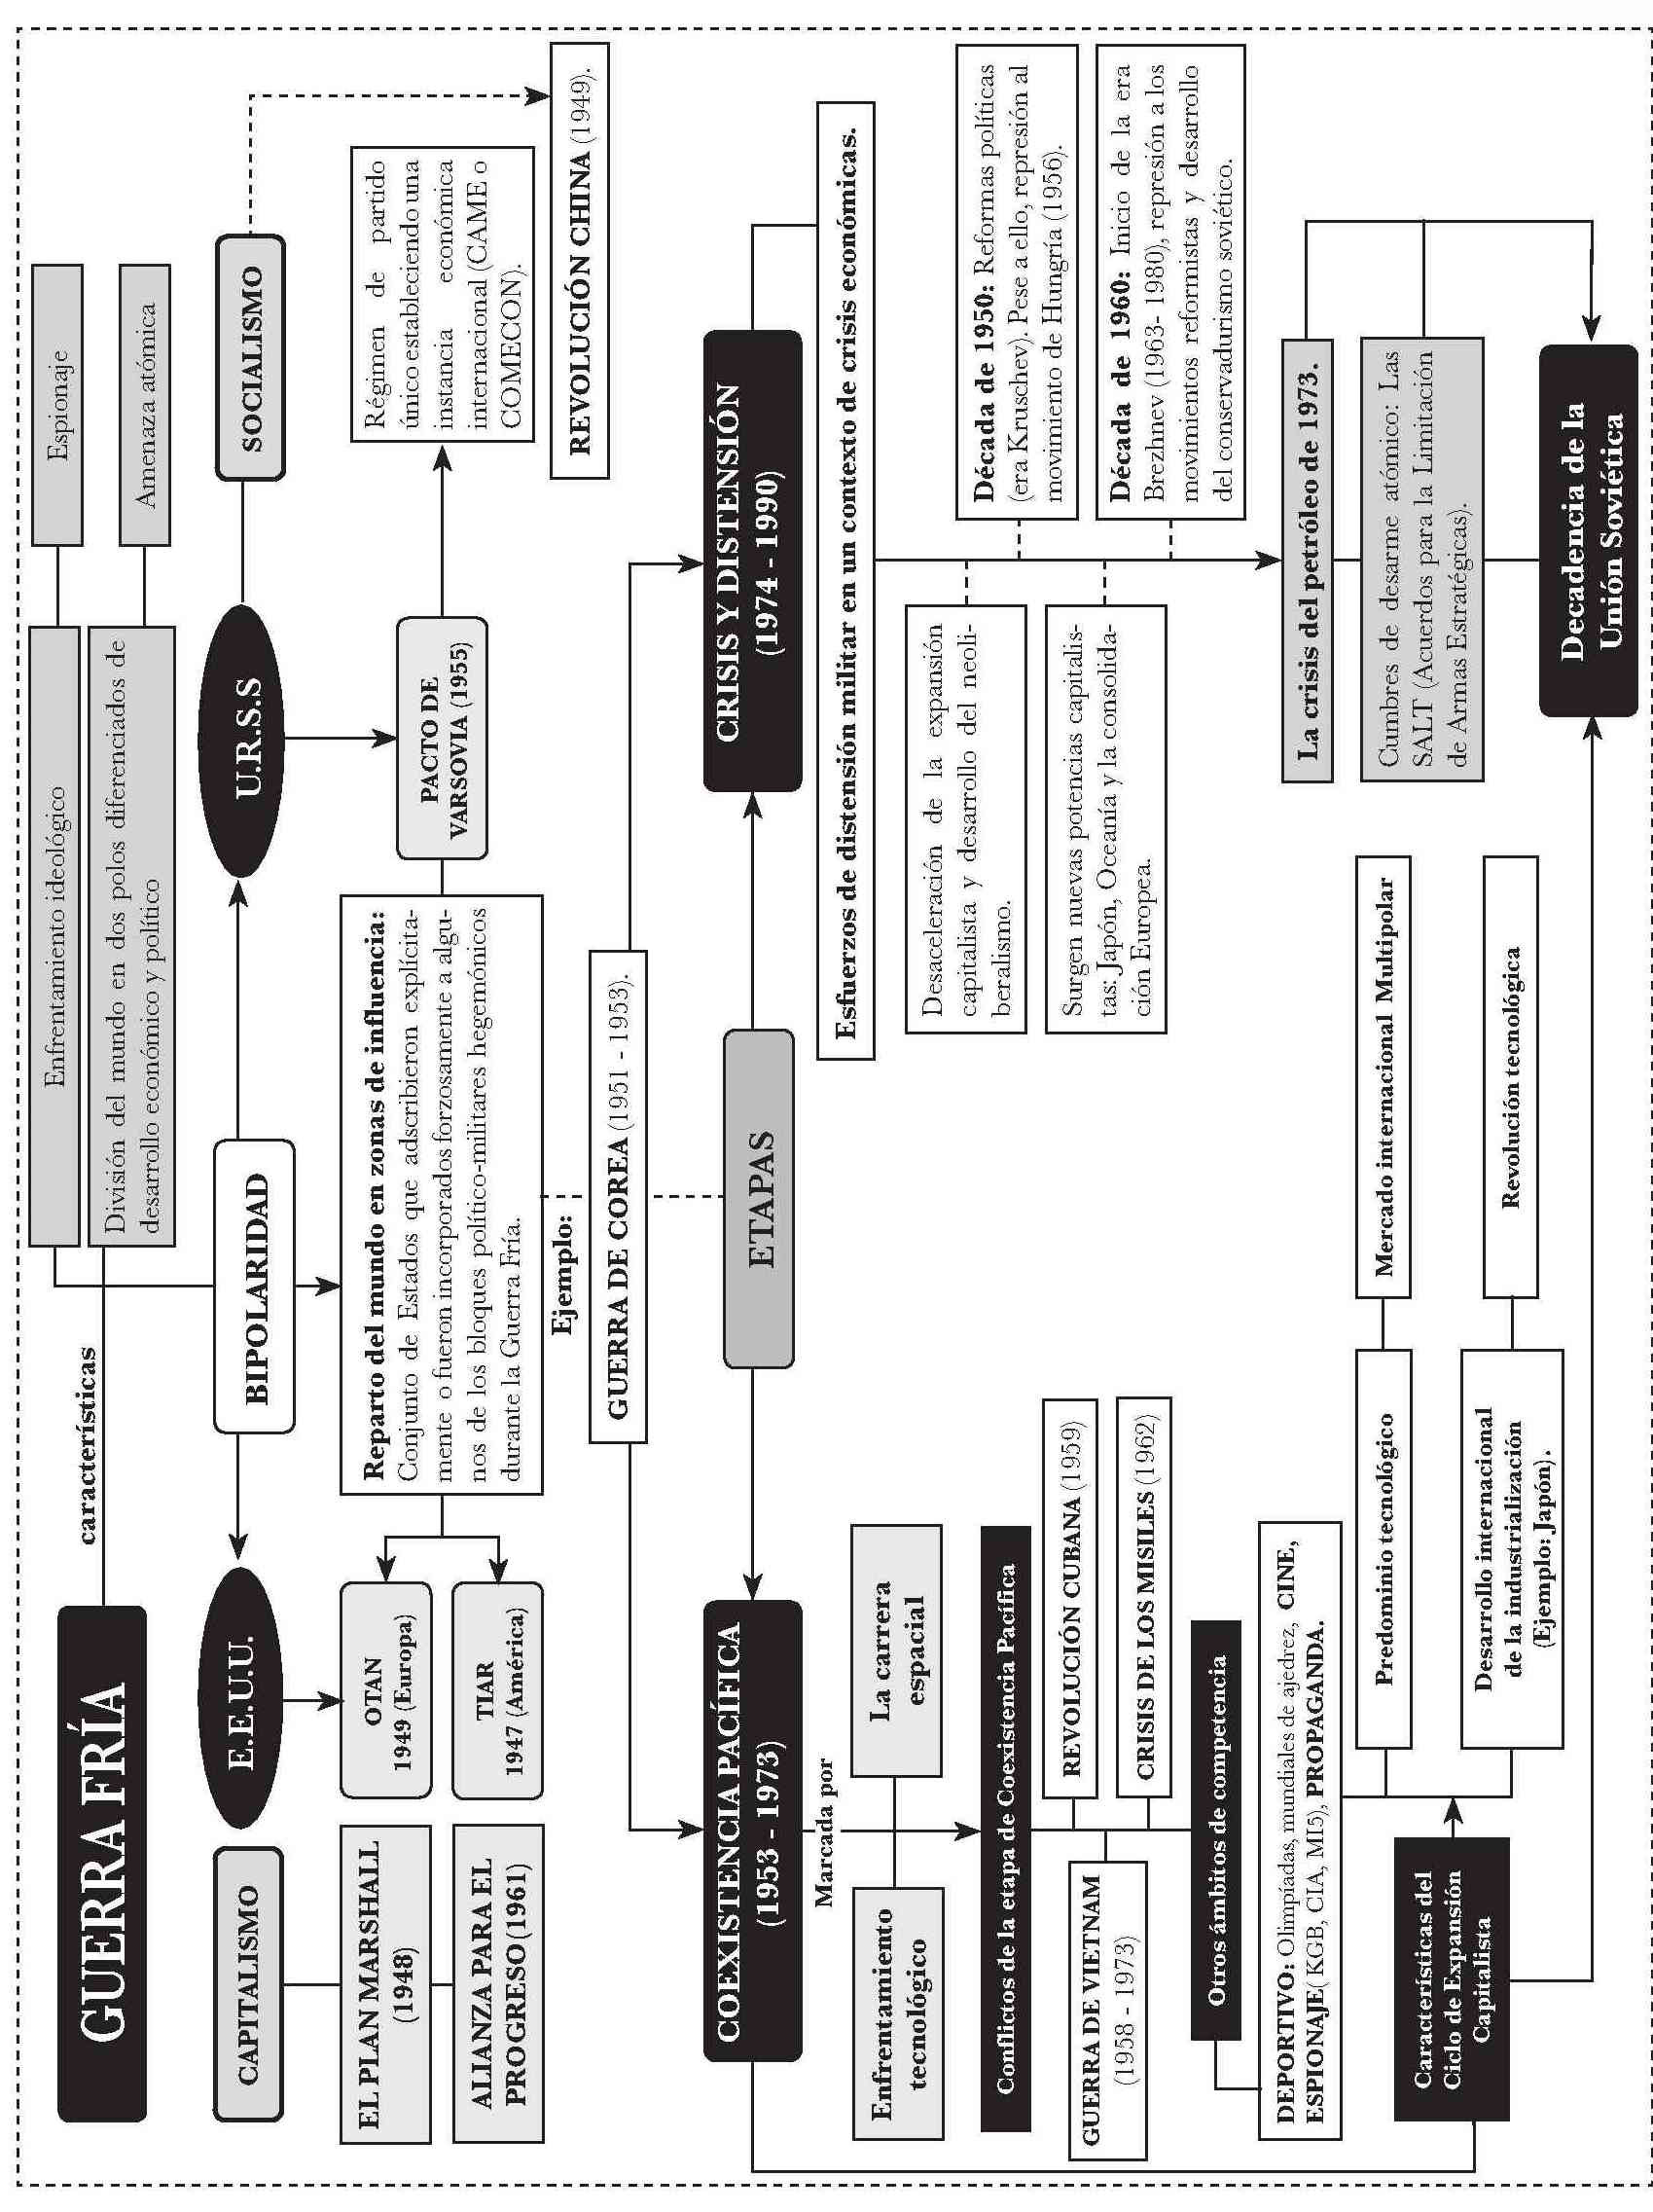 GUERRA FRÍA
características
Enfrentamiento ideológico
Espionaje
División del mundo en dos polos diferenciados de
desarrollo económico y político
Amenaza atómica
CAPITALISMO
E.E.U.U.
BIPOLARIDAD
U.R.S.S
SOCIALISMO
EL PLAN MARSHALL
(1948)
ALIANZA PARA EL
PROGRESO (1961)
OTAN
1949 (Europa)
TIAR
1947 (América)
Reparto del mundo en zonas de influencia:
Conjunto de Estados que adscribieron explícita-
mente o fueron incorporados forzosamente a algu-
nos de los bloques político-militares hegemónicos
durante la Guerra Fría.
PACTO DE
VARSOVIA (1955)
Régimen de partido
único estableciendo una
instancia económica
internacional (CAME o
COMECON).
REVOLUCIÓN CHINA (1949).
Ejemplo:
GUERRA DE COREA (1951 - 1953).
ETAPAS
COEXISTENCIA PACÍFICA
(1953 - 1973)
Marcada por
Enfrentamiento
tecnológico
La carrera
espacial
Conflictos de la etapa de Coexistencia Pacífica
REVOLUCIÓN CUBANA (1959)
GUERRA DE VIETNAM
(1958 - 1973)
CRISIS DE LOS MISILES (1962)
Otros ámbitos de competencia
DEPORTIVO: Olimpíadas, mundiales de ajedrez, CINE,
ESPIONAJE( KGB, CIA, MI5), PROPAGANDA.
Características del
Ciclo de Expansión
Capitalista
Predominio tecnológico
Mercado internacional Multipolar
Desarrollo internacional
de la industrialización
(Ejemplo: Japón).
Revolución tecnológica
CRISIS Y DISTENSIÓN
(1974 - 1990)
Esfuerzos de distensión militar en un contexto de crisis económicas.
Desaceleración de la expansión
capitalista y desarrollo del neoli-
beralismo.
Década de 1950: Reformas políticas
(era Kruschev). Pese a ello, represión al
movimiento de Hungría (1956).
Surgen nuevas potencias capitalis-
tas: Japón, Oceanía y la consolida-
ción Europea.
Década de 1960: Inicio de la era
Brezhnev (1963- 1980), represión a los
movimientos reformistas y desarrollo
del conservadurismo soviético.
La crisis del petróleo de 1973.
Cumbres de desarme atómico: Las
SALT (Acuerdos para la Limitación
de Armas Estratégicas).
Decadencia de la
Unión Soviética